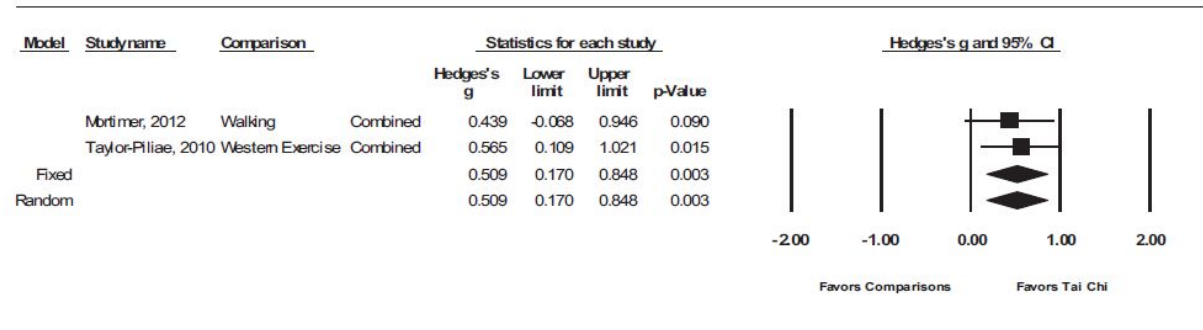 Model Study name Comparison Statistics for each study Hedges's g and 95% CI
Hedges's g Lower limit Upper limit p-Value
Mortimer, 2012 Walking Combined 0.439 -0.068 0.946 0.090
Taylor-Piliae, 2010 Western Exercise Combined 0.565 0.109 1.021 0.015
Fixed 0.509 0.170 0.848 0.003
Random 0.509 0.170 0.848 0.003
-2.00 -1.00 0.00 1.00 2.00
Favors Comparisons Favors Tai Chi